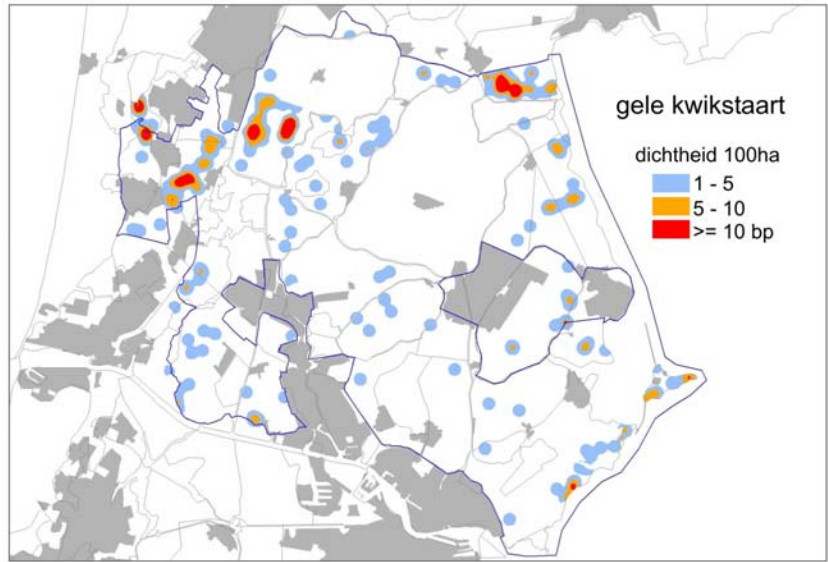 gele kwikstaart
dichtheid 100ha
1 - 5
5 - 10
>= 10 bp